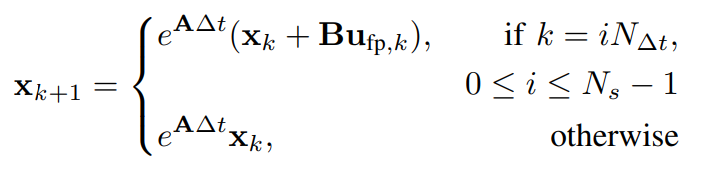 e^{AΔt}(x_k + Bu_{fp,k}), if k = iN_{Δt},
x_{k+1} = { 0 ≤ i ≤ N_s − 1
e^{AΔt}x_k, otherwise